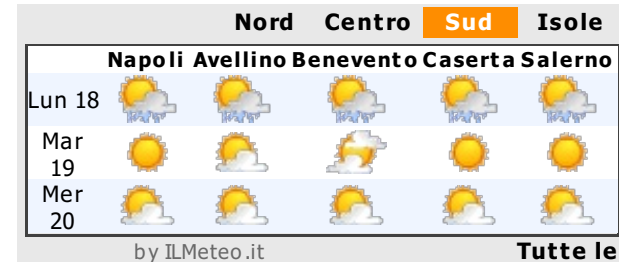 Nord Centro Sud Isole
Napoli Avellino Benevento Caserta Salerno
Lun 18
Mar
19
Mer
20
by ILMeteo.it Tutte le